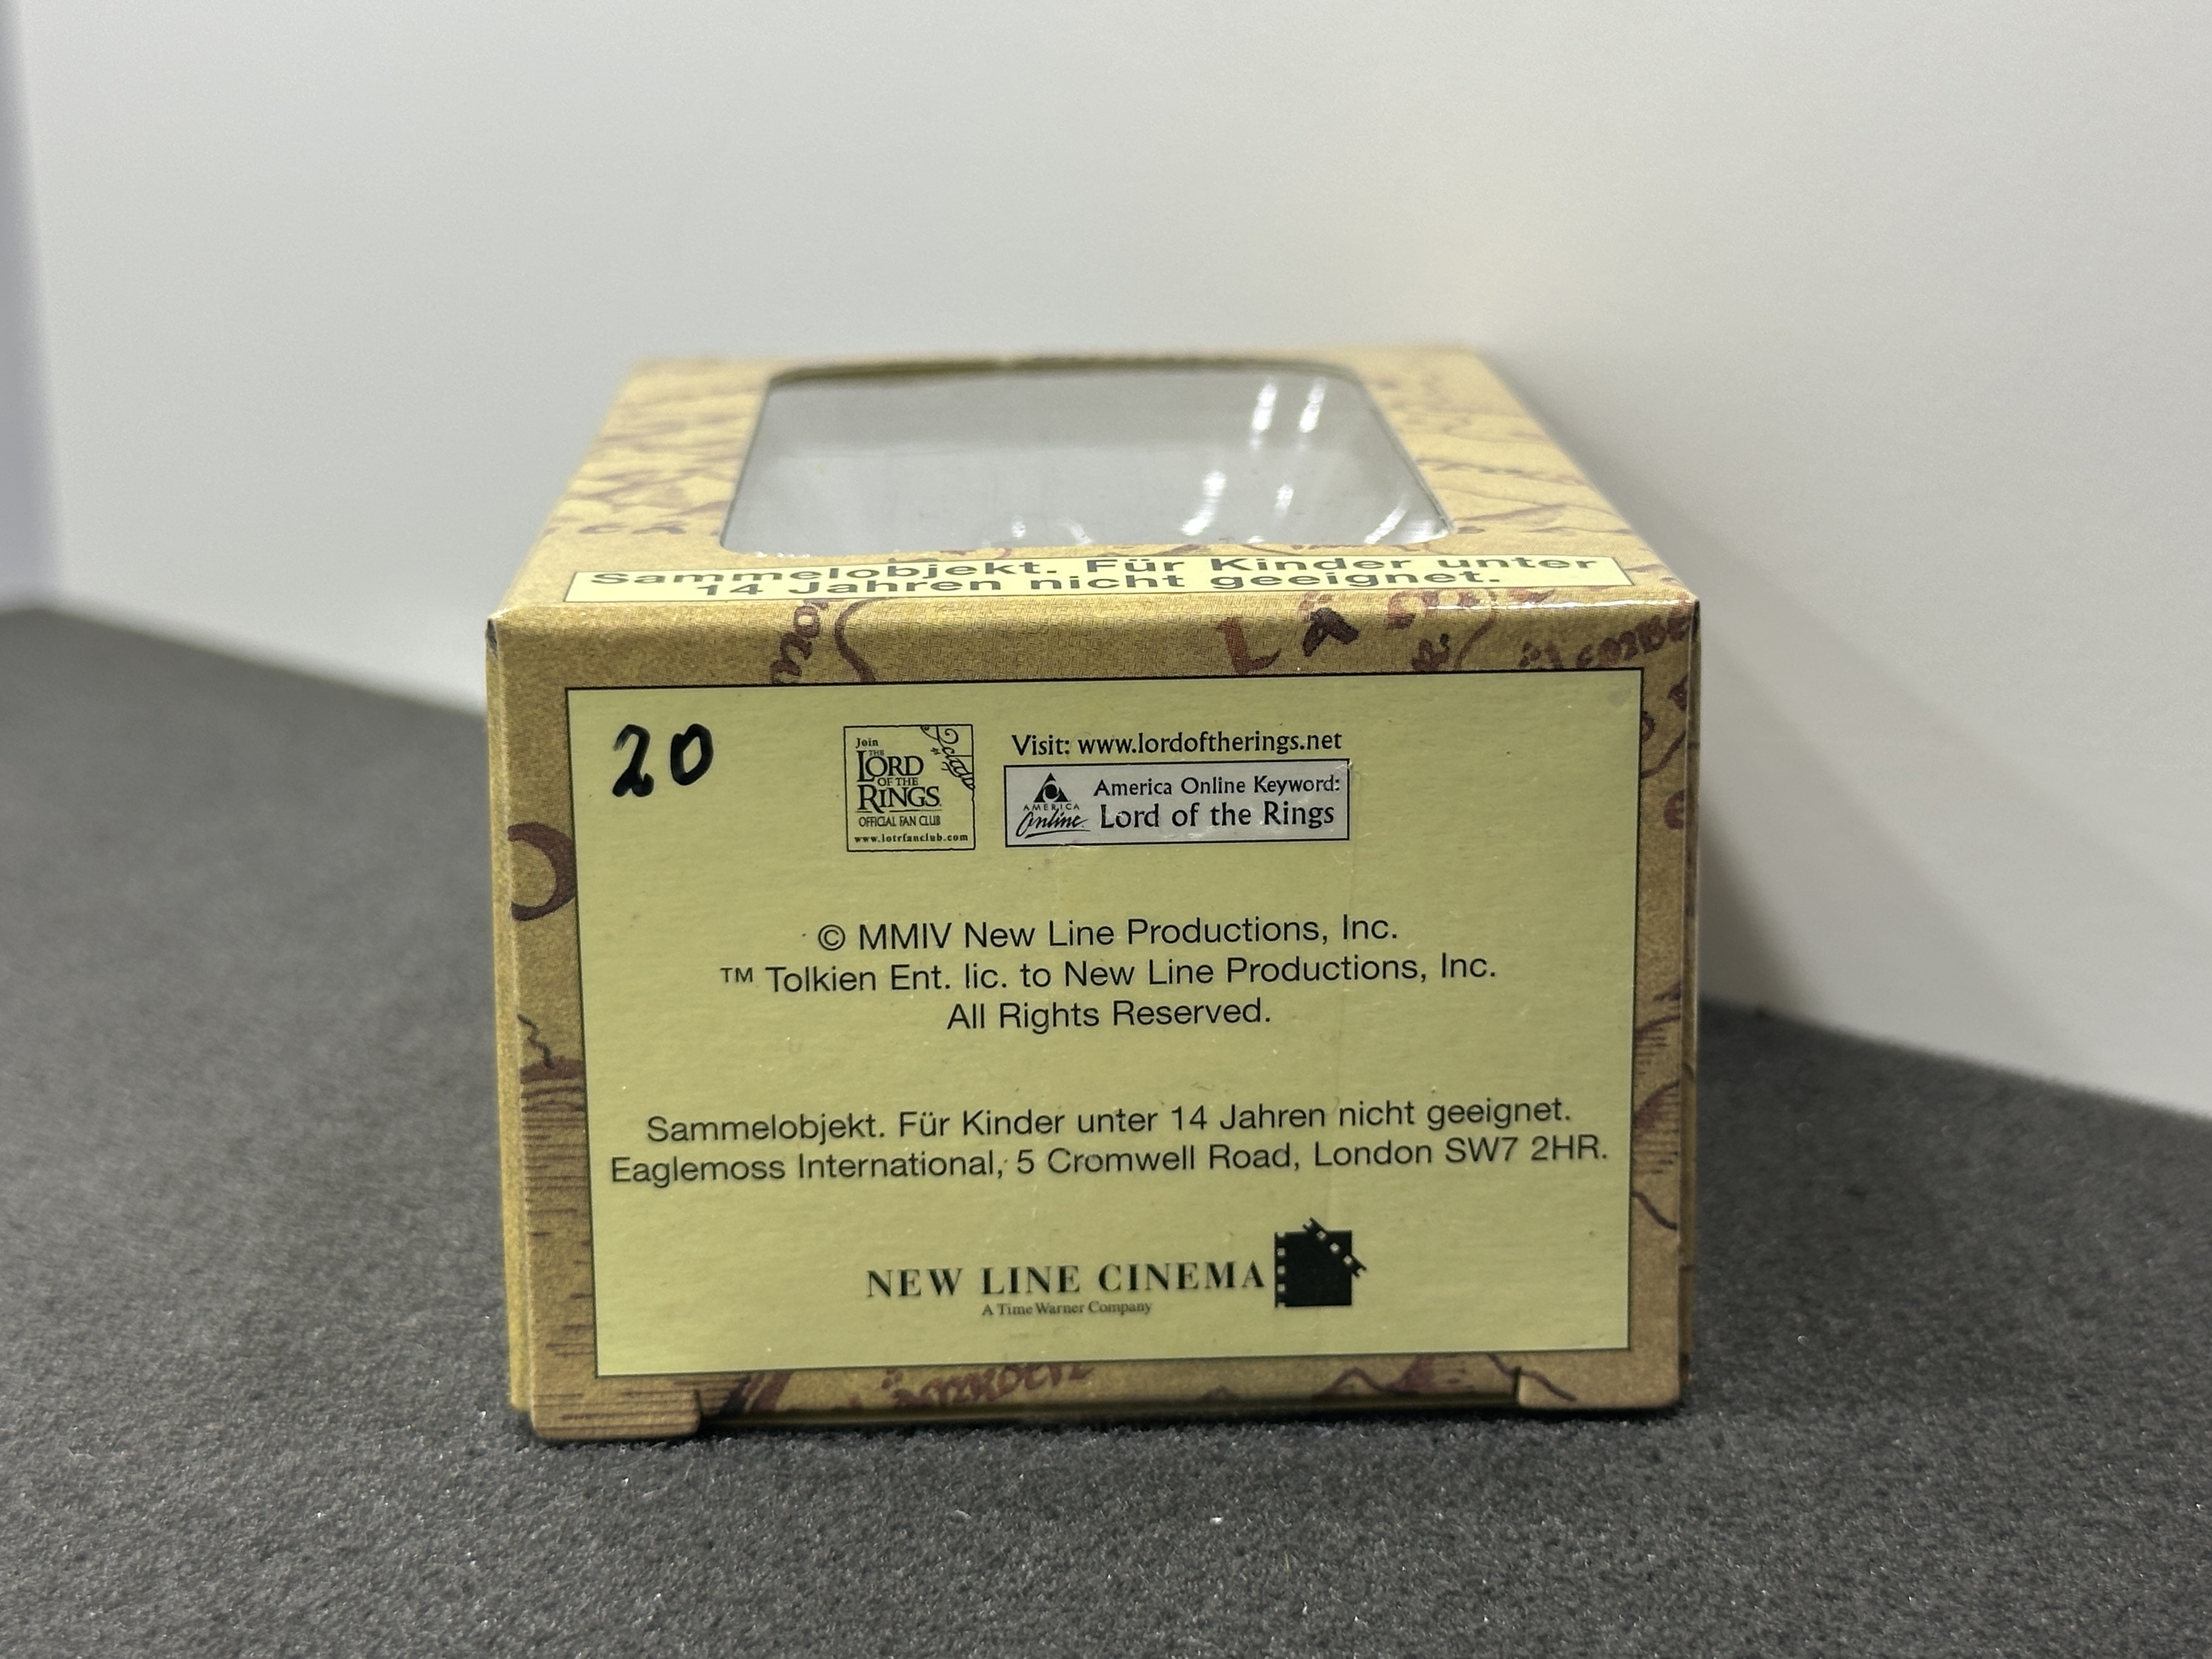 Sammelobjekt. Für Kinder unter
14 Jahren nicht geeignet.
20
Join
THE
LORD
OF THE
RINGS
OFFICIAL FAN CLUB
www.lotrfanclub.com
Visit: www.lordoftherings.net
AMERICA
Online
America Online Keyword:
Lord of the Rings
© MMIV New Line Productions, Inc.
™ Tolkien Ent. lic. to New Line Productions, Inc.
All Rights Reserved.
Sammelobjekt. Für Kinder unter 14 Jahren nicht geeignet.
Eaglemoss International, 5 Cromwell Road, London SW7 2HR.
NEW LINE CINEMA
A Time Warner Company